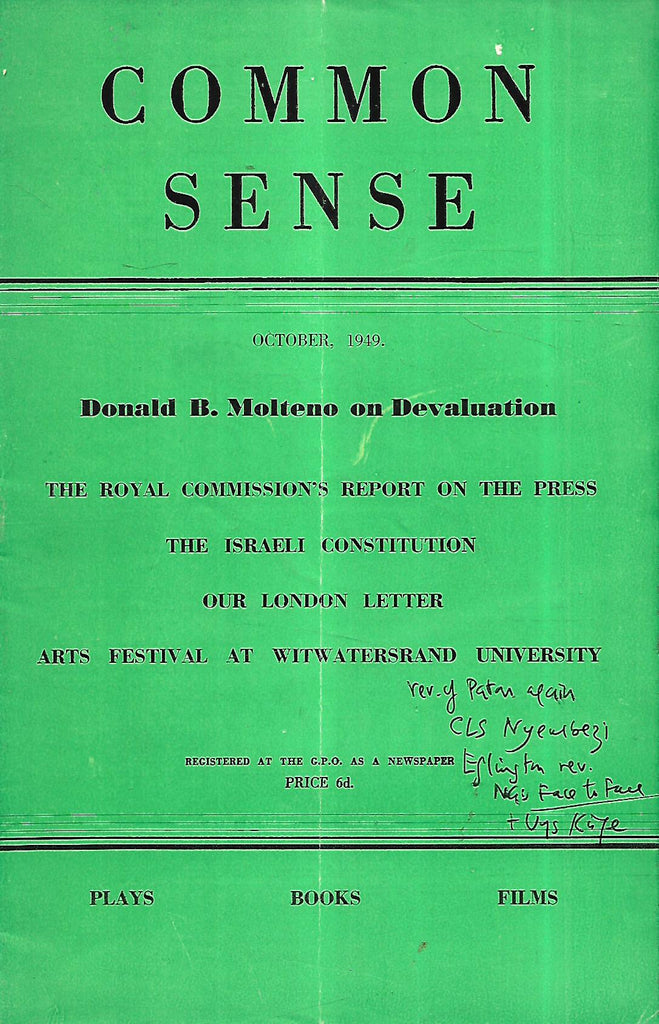 COMMON
SENSE
OCTOBER, 1949.
Donald B. Molteno on Devaluation
THE ROYAL COMMISSION'S REPORT ON THE PRESS
THE ISRAELI CONSTITUTION
OUR LONDON LETTER
ARTS FESTIVAL AT WITWATERSRAND UNIVERSITY
rev. of Paton again
CLS Nyembezi
REGISTERED AT THE G.P.O. AS A NEWSPAPER
Eglington rev.
PRICE 6d.
Face to Face
+ Uys Krige
PLAYS BOOKS FILMS